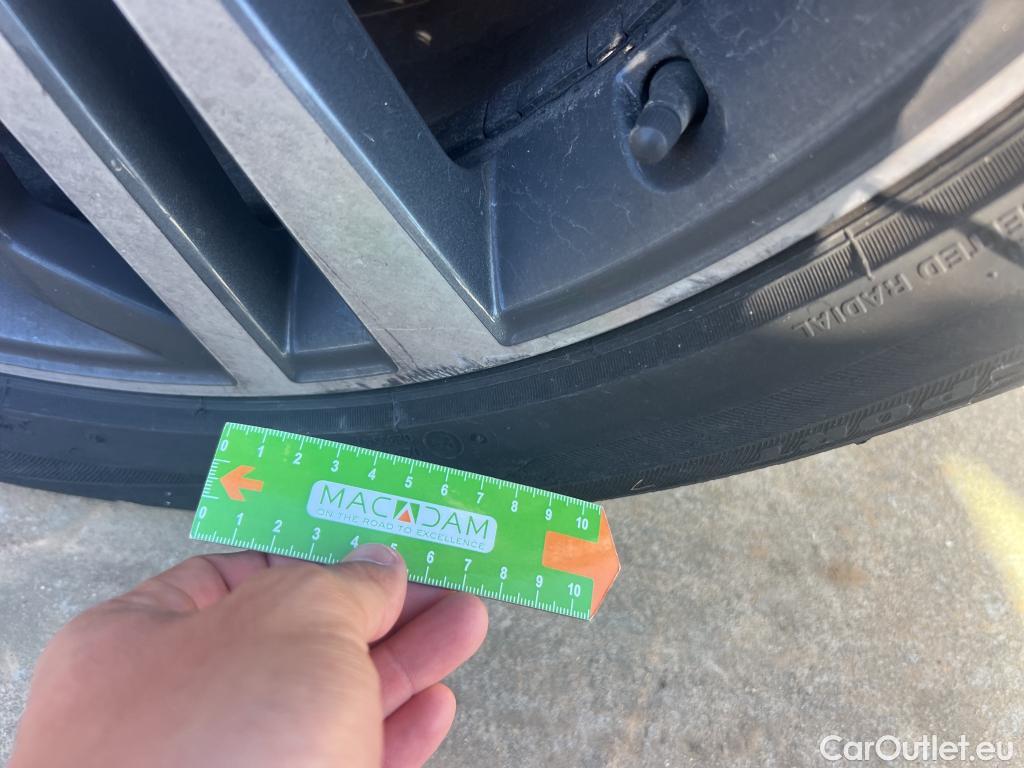 TED RADIAL
0 1 2 3 4 5 6 7 8 9 10
MACADAM
ON THE ROAD TO EXCELLENCE
0 1 2 3 4 5 6 7 8 9 10
CarOutlet.eu